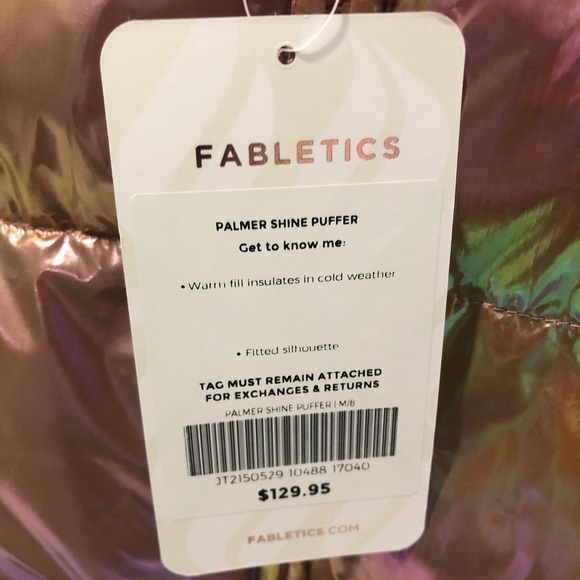 FABLETICS
PALMER SHINE PUFFER
Get to know me:
• Warm fill insulates in cold weather
• Fitted silhouette
TAG MUST REMAIN ATTACHED
FOR EXCHANGES & RETURNS
PALMER SHINE PUFFER | M/8
JT2150529-10488-17040
$129.95
FABLETICS.COM